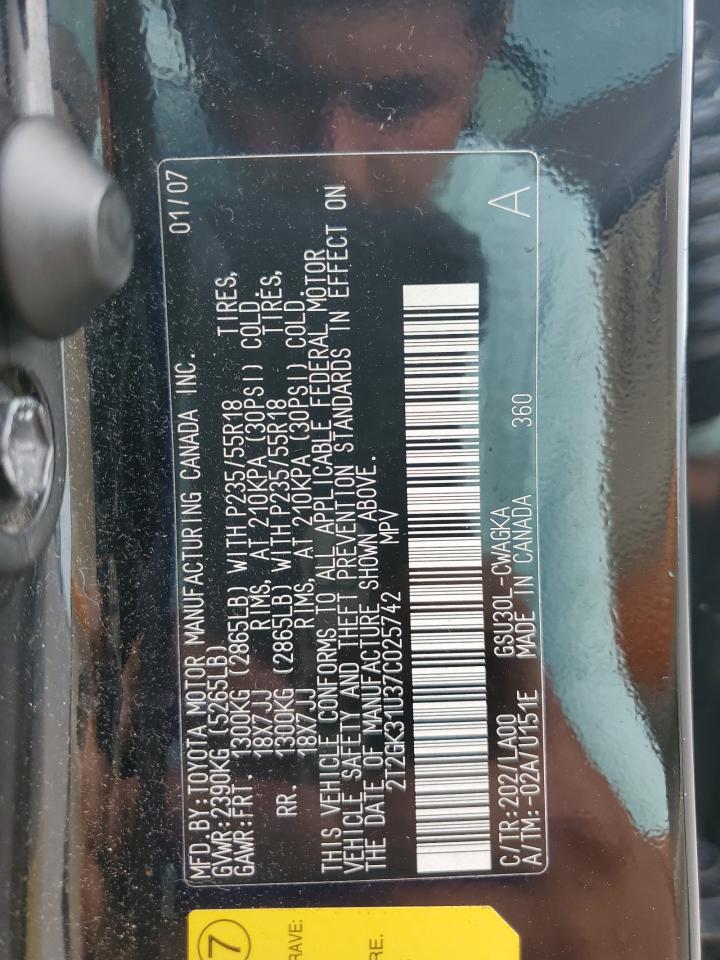 MFD. BY:TOYOTA MOTOR MANUFACTURING CANADA INC. 01/07
GVWR:2390KG (5265LB)
GAWR:FRT. 1300KG (2865LB) WITH P235/55R18 TIRES,
18X7JJ RIMS, AT 210KPA (30PSI) COLD
RR. 1300KG (2865LB) WITH P235/55R18 TIRES,
18X7JJ RIMS, AT 210KPA (30PSI) COLD.
THIS VEHICLE CONFORMS TO ALL APPLICABLE FEDERAL MOTOR
VEHICLE SAFETY AND THEFT PREVENTION STANDARDS IN EFFECT ON
THE DATE OF MANUFACTURE SHOWN ABOVE.
2T2GK31U37C025742 MPV
C/TR:202/LA00 GSU30L-CWAGKA
A/TM:-02A/U151E MADE IN CANADA 360 A
7
RAVE:
RE.